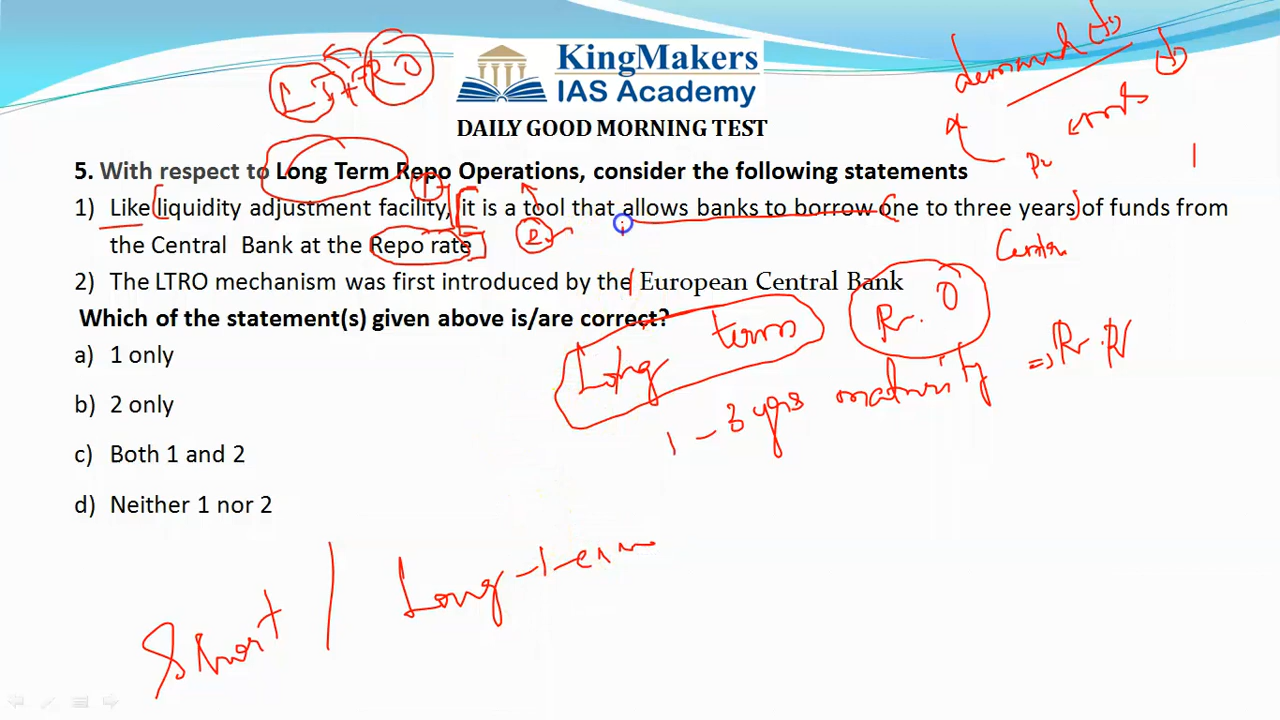 KingMakers
IAS Academy
DAILY GOOD MORNING TEST
L T R O
demand
5. With respect to Long Term Repo Operations, consider the following statements
1
1) Like liquidity adjustment facility, it is a tool that allows banks to borrow one to three years of funds from
the Central Bank at the Repo rate
2
2) The LTRO mechanism was first introduced by the European Central Bank
Which of the statement(s) given above is/are correct?
Long term
R. O
1 - 3 yrs maturity => R.R
a) 1 only
b) 2 only
c) Both 1 and 2
d) Neither 1 nor 2
Short / Long-term